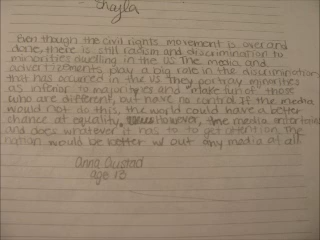 - Kayla
Even though the civil rights movement is over and
done, there is still racism and discrimination to
minorities dwelling in the US. The media and
advertisements play a big role in the discrimination
that has occurred in the US. They portray minorities
as inferior to majorities and "make fun of" those
who are different, but have no control. If the media
would not do this, the world could have a better
chance at equality. However, the media entertains
and does whatever it has to to get attention. The
nation would be better w/ out any media at all.
Anna
age 18